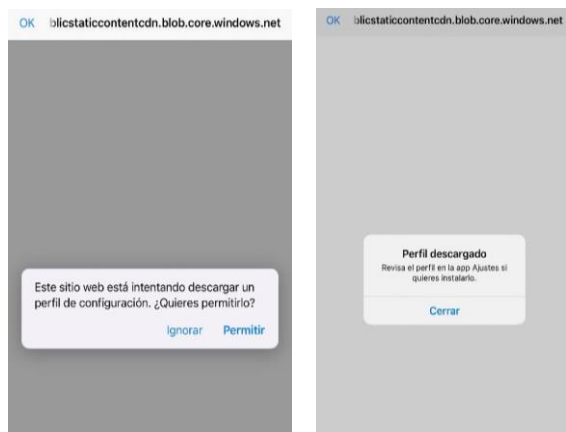 OK blicstaticcontentcdn.blob.core.windows.net
Este sitio web está intentando descargar un
perfil de configuración. ¿Quieres permitirlo?
Ignorar Permitir
OK blicstaticcontentcdn.blob.core.windows.net
Perfil descargado
Revisa el perfil en la app Ajustes si
quieres instalarlo.
Cerrar